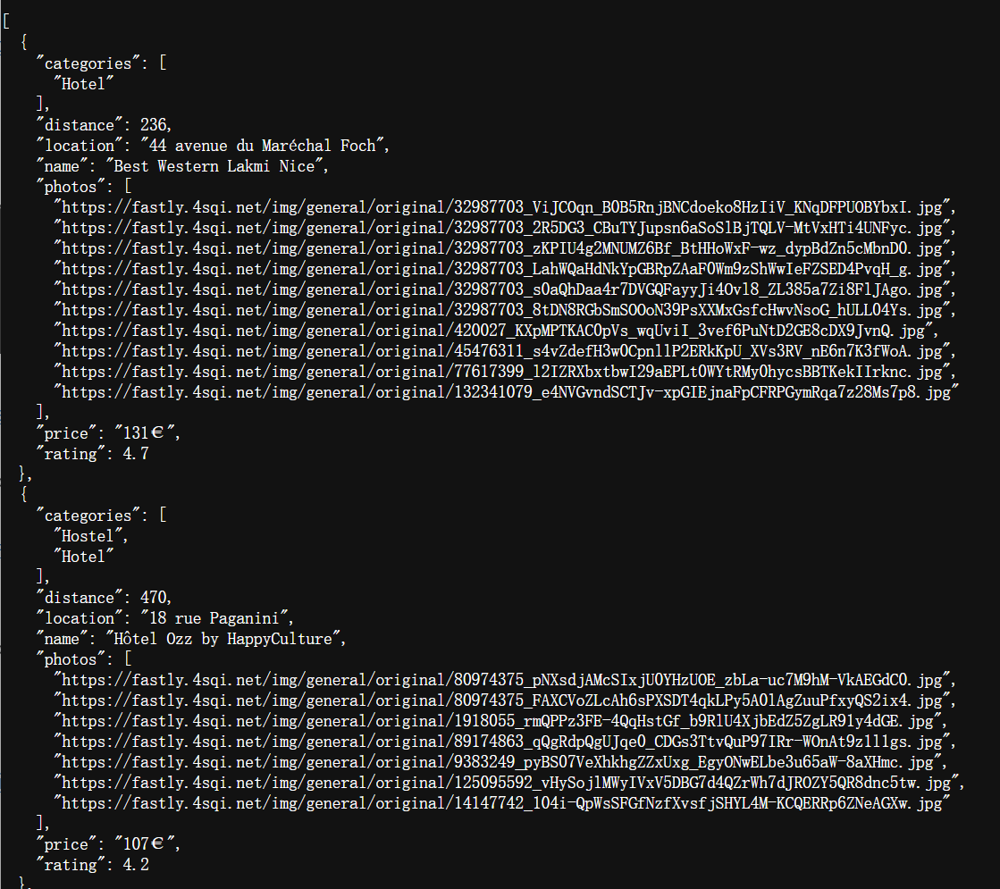 [
{
"categories": [
"Hotel"
],
"distance": 236,
"location": "44 avenue du Maréchal Foch",
"name": "Best Western Lakmi Nice",
"photos": [
"https://fastly.4sqi.net/img/general/original/32987703_ViJCOqn_BOB5RnjBNCdoeko8HzIiV_KNqDFPUOBYbxI.jpg",
"https://fastly.4sqi.net/img/general/original/32987703_2R5DG3_CBuTYJupsn6aSoSlBjTQLV-MtVxHTi4UNFyc.jpg",
"https://fastly.4sqi.net/img/general/original/32987703_zKPIU4g2MNUMZ6Bf_BtHHoWxF-wz_dypBdZn5cMbnD0.jpg",
"https://fastly.4sqi.net/img/general/original/32987703_LahWQaHdNkYpGBRpZAaF0Wm9zShWwIeFZSED4PvqH_g.jpg",
"https://fastly.4sqi.net/img/general/original/32987703_s0aQhDaa4r7DVGQFayyJi4Ovl8_ZL385a7Zi8FlJAgo.jpg",
"https://fastly.4sqi.net/img/general/original/32987703_8tDN8RGbSmSOOoN39PsXXMxGsfcHwvNsoG_hULL04Ys.jpg",
"https://fastly.4sqi.net/img/general/original/420027_KXpMPTKAC0pVs_wqUviI_3vef6PuNtD2GE8cDX9JvnQ.jpg",
"https://fastly.4sqi.net/img/general/original/45476311_s4vZdefH3wOCpnllP2ERkKpU_XVs3RV_nE6n7K3fWoA.jpg",
"https://fastly.4sqi.net/img/general/original/77617399_l2IZRXbxtbwI29aEPLt0WYtRMy0hycsBBTKekIIrknc.jpg",
"https://fastly.4sqi.net/img/general/original/132341079_e4NVGvndSCTJv-xpGIEjnaFpCFRPGymRqa7z28Ms7p8.jpg"
],
"price": "131€",
"rating": 4.7
},
{
"categories": [
"Hostel",
"Hotel"
],
"distance": 470,
"location": "18 rue Paganini",
"name": "Hôtel Ozz by HappyCulture",
"photos": [
"https://fastly.4sqi.net/img/general/original/80974375_pNXsdjAMcSIxjU0YHzUOE_zbLa-uc7M9hM-VkAEGdC0.jpg",
"https://fastly.4sqi.net/img/general/original/80974375_FAXCVoZLcAh6sPXSDT4qkLPy5A0lAgZuuPfxyQS2ix4.jpg",
"https://fastly.4sqi.net/img/general/original/1918055_rmQPPz3FE-4QqHstGf_b9RlU4XjbEdZ5ZgLR9ly4dGE.jpg",
"https://fastly.4sqi.net/img/general/original/89174863_qQgRdpQgUJqe0_CDGs3TtvQuP97IRr-WOnAt9zlllgs.jpg",
"https://fastly.4sqi.net/img/general/original/9383249_pyBS07VeXhkhgZZxUxg_EgyONwELbe3u65aW-8aXHmc.jpg",
"https://fastly.4sqi.net/img/general/original/125095592_vHySojlMWyIVxV5DBG7d4QZrWh7dJROZY5QR8dnc5tw.jpg",
"https://fastly.4sqi.net/img/general/original/14147742_l04i-QpWsSFGfNzfXvsfjSHYL4M-KCQERRp6ZNeAGXw.jpg"
],
"price": "107€",
"rating": 4.2
},